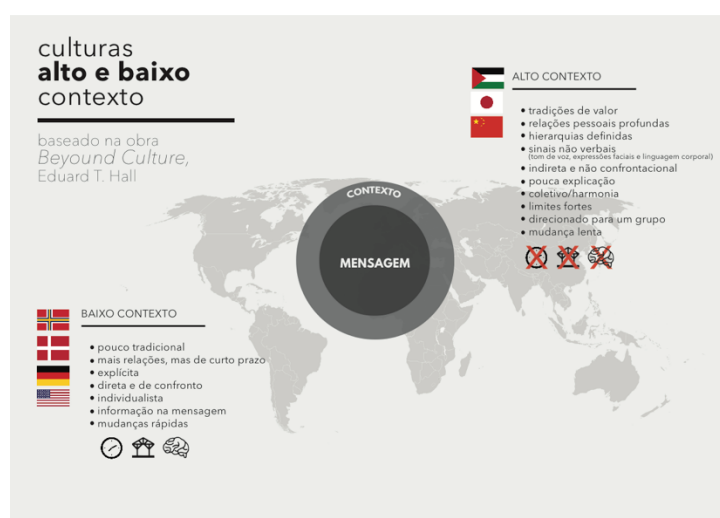 culturas
alto e baixo
contexto
baseado na obra
Beyound Culture,
Eduard T. Hall
ALTO CONTEXTO
• tradições de valor
• relações pessoais profundas
• hierarquias definidas
• sinais não verbais
(tom de voz, expressões faciais e linguagem corporal)
• indireta e não confrontacional
• pouca explicação
• coletivo/harmonia
• limites fortes
• direcionado para um grupo
• mudança lenta
CONTEXTO
MENSAGEM
BAIXO CONTEXTO
• pouco tradicional
• mais relações, mas de curto prazo
• explícita
• direta e de confronto
• individualista
• informação na mensagem
• mudanças rápidas